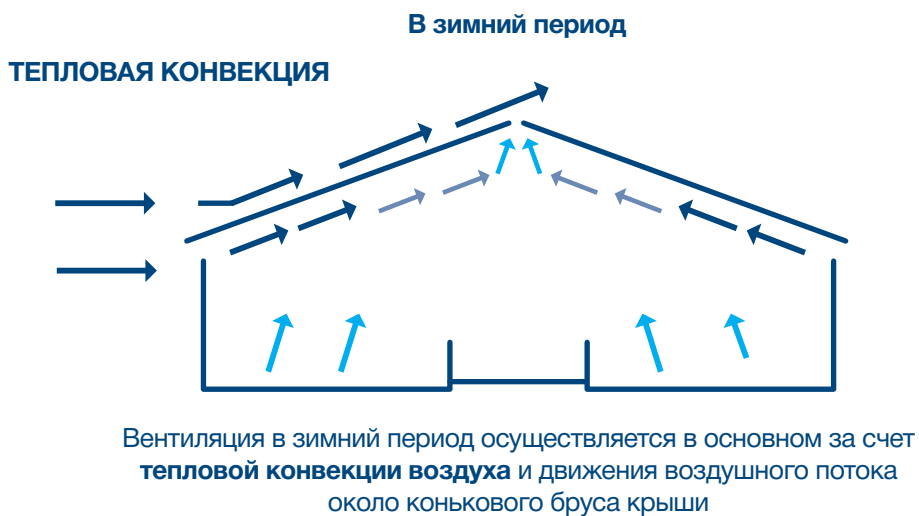 В зимний период
ТЕПЛОВАЯ КОНВЕКЦИЯ
Вентиляция в зимний период осуществляется в основном за счет
тепловой конвекции воздуха и движения воздушного потока
около конькового бруса крыши